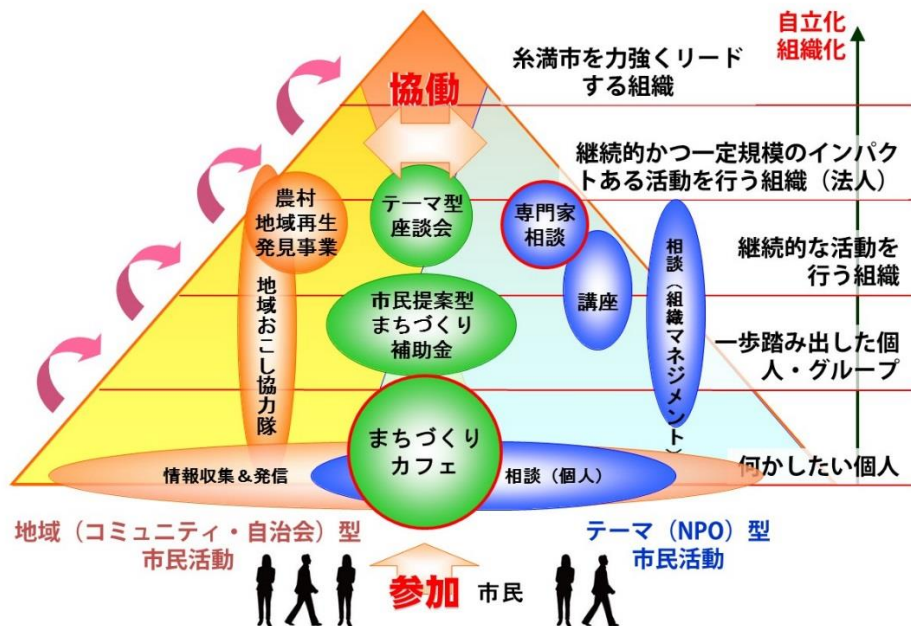 自立化
組織化
糸満市を力強くリード
する組織
協働
継続的かつ一定規模のインパク
トある活動を行う組織（法人）
農村
地域再生
発見事業
テーマ型
座談会
専門家
相談
継続的な活動を
行う組織
地域おこし協力隊
市民提案型
まちづくり
補助金
講座
相談（組織マネジメント）
一歩踏み出した個
人・グループ
まちづくり
カフェ
情報収集＆発信
相談（個人）
何かしたい個人
地域（コミュニティ・自治会）型
市民活動
テーマ（NPO）型
市民活動
参加
市民